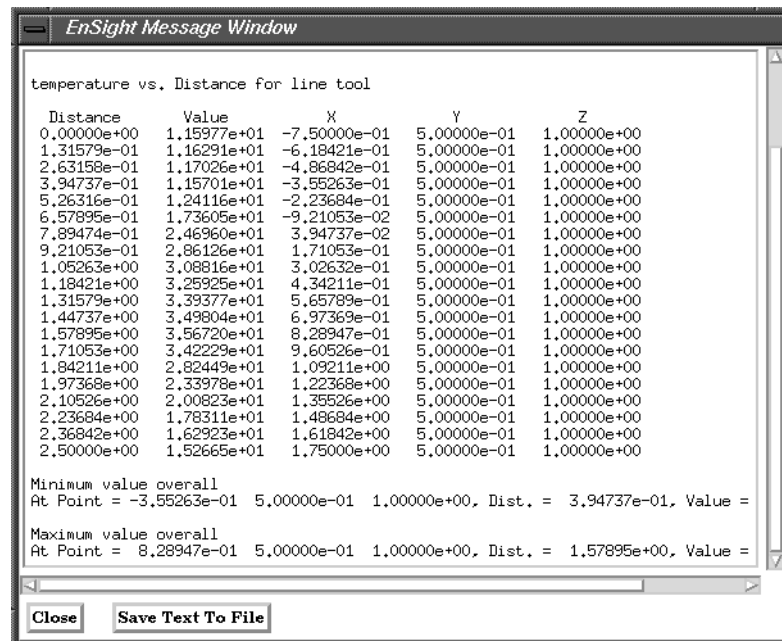 EnSight Message Window
temperature vs. Distance for line tool
Distance Value X Y Z
0.00000e+00 1.15977e+01 -7.50000e-01 5.00000e-01 1.00000e+00
1.31579e-01 1.16291e+01 -6.18421e-01 5.00000e-01 1.00000e+00
2.63158e-01 1.17026e+01 -4.86842e-01 5.00000e-01 1.00000e+00
3.94737e-01 1.15701e+01 -3.55263e-01 5.00000e-01 1.00000e+00
5.26316e-01 1.24116e+01 -2.23684e-01 5.00000e-01 1.00000e+00
6.57895e-01 1.73605e+01 -9.21053e-02 5.00000e-01 1.00000e+00
7.89474e-01 2.46960e+01 3.94737e-02 5.00000e-01 1.00000e+00
9.21053e-01 2.86126e+01 1.71053e-01 5.00000e-01 1.00000e+00
1.05263e+00 3.08816e+01 3.02632e-01 5.00000e-01 1.00000e+00
1.18421e+00 3.25925e+01 4.34211e-01 5.00000e-01 1.00000e+00
1.31579e+00 3.39377e+01 5.65789e-01 5.00000e-01 1.00000e+00
1.44737e+00 3.49804e+01 6.97369e-01 5.00000e-01 1.00000e+00
1.57895e+00 3.56720e+01 8.28947e-01 5.00000e-01 1.00000e+00
1.71053e+00 3.42229e+01 9.60526e-01 5.00000e-01 1.00000e+00
1.84211e+00 2.82449e+01 1.09211e+00 5.00000e-01 1.00000e+00
1.97368e+00 2.33978e+01 1.22368e+00 5.00000e-01 1.00000e+00
2.10526e+00 2.00823e+01 1.35526e+00 5.00000e-01 1.00000e+00
2.23684e+00 1.78311e+01 1.48684e+00 5.00000e-01 1.00000e+00
2.36842e+00 1.62923e+01 1.61842e+00 5.00000e-01 1.00000e+00
2.50000e+00 1.52665e+01 1.75000e+00 5.00000e-01 1.00000e+00
Minimum value overall
At Point = -3.55263e-01 5.00000e-01 1.00000e+00, Dist. = 3.94737e-01, Value =
Maximum value overall
At Point = 8.28947e-01 5.00000e-01 1.00000e+00, Dist. = 1.57895e+00, Value =
Close Save Text To File